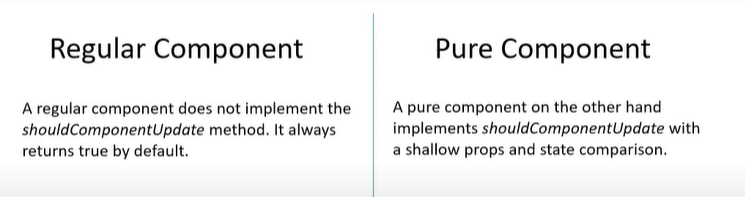 Regular Component
A regular component does not implement the
shouldComponentUpdate method. It always
returns true by default.
Pure Component
A pure component on the other hand
implements shouldComponentUpdate with
a shallow props and state comparison.